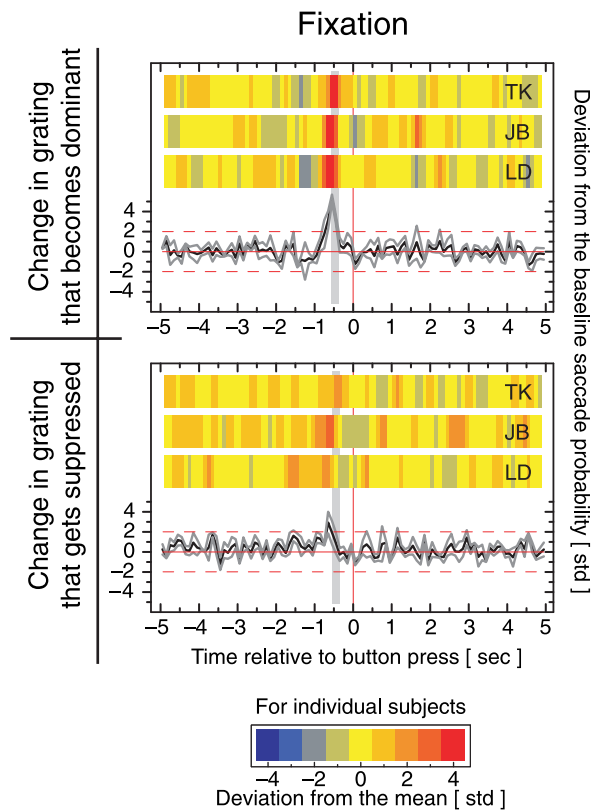 Fixation
Change in grating
that becomes dominant
TK
JB
LD
4
2
0
−2
−4
−5 −4 −3 −2 −1 0 1 2 3 4 5
Change in grating
that gets suppressed
TK
JB
LD
4
2
0
−2
−4
−5 −4 −3 −2 −1 0 1 2 3 4 5
Time relative to button press [ sec ]
Deviation from the baseline saccade probability [ std ]
For individual subjects
−4 −2 0 2 4
Deviation from the mean [ std ]